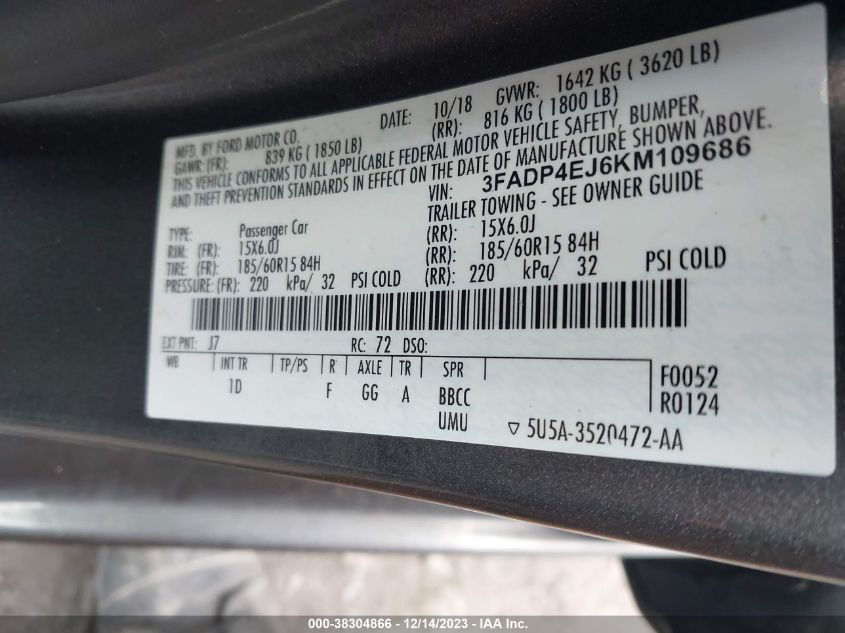 MFD. BY FORD MOTOR CO. DATE: 10/18 GVWR: 1642 KG ( 3620 LB)
GAWR: (FR): 839 KG ( 1850 LB) (RR): 816 KG ( 1800 LB)
THIS VEHICLE CONFORMS TO ALL APPLICABLE FEDERAL MOTOR VEHICLE SAFETY, BUMPER,
AND THEFT PREVENTION STANDARDS IN EFFECT ON THE DATE OF MANUFACTURE SHOWN ABOVE.
VIN: 3FADP4EJ6KM109686
TYPE: Passenger Car TRAILER TOWING - SEE OWNER GUIDE
RIM: (FR): 15X6.0J (RR): 15X6.0J
TIRE: (FR): 185/60R15 84H (RR): 185/60R15 84H
PRESSURE: (FR): 220 kPa/ 32 PSI COLD (RR): 220 kPa/ 32 PSI COLD
EXT PNT: J7 RC: 72 DSO:
WB INT TR TP/PS R AXLE TR SPR F0052
1D F GG A BBCC R0124
UMU ▽ 5U5A-3520472-AA
000-38304866 - 12/14/2023 - IAA